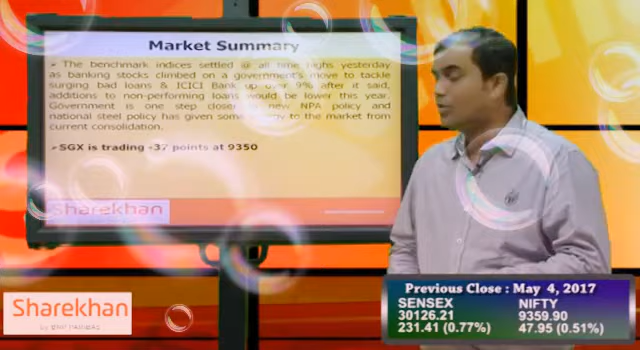 Market Summary
➢ The benchmark indices settled @ all time highs yesterday
as banking stocks climbed on a government's move to tackle
surging bad loans & ICICI Bank up over 9% after it said,
additions to non-performing loans would be lower this year.
Government is one step closer new NPA policy and
national steel policy has given some to the market from
current consolidation.
➢SGX is trading -37 points at 9350
Sharekhan
Sharekhan
by BNP PARIBAS
Previous Close : May 4, 2017
SENSEX NIFTY
30126.21 9359.90
231.41 (0.77%) 47.95 (0.51%)